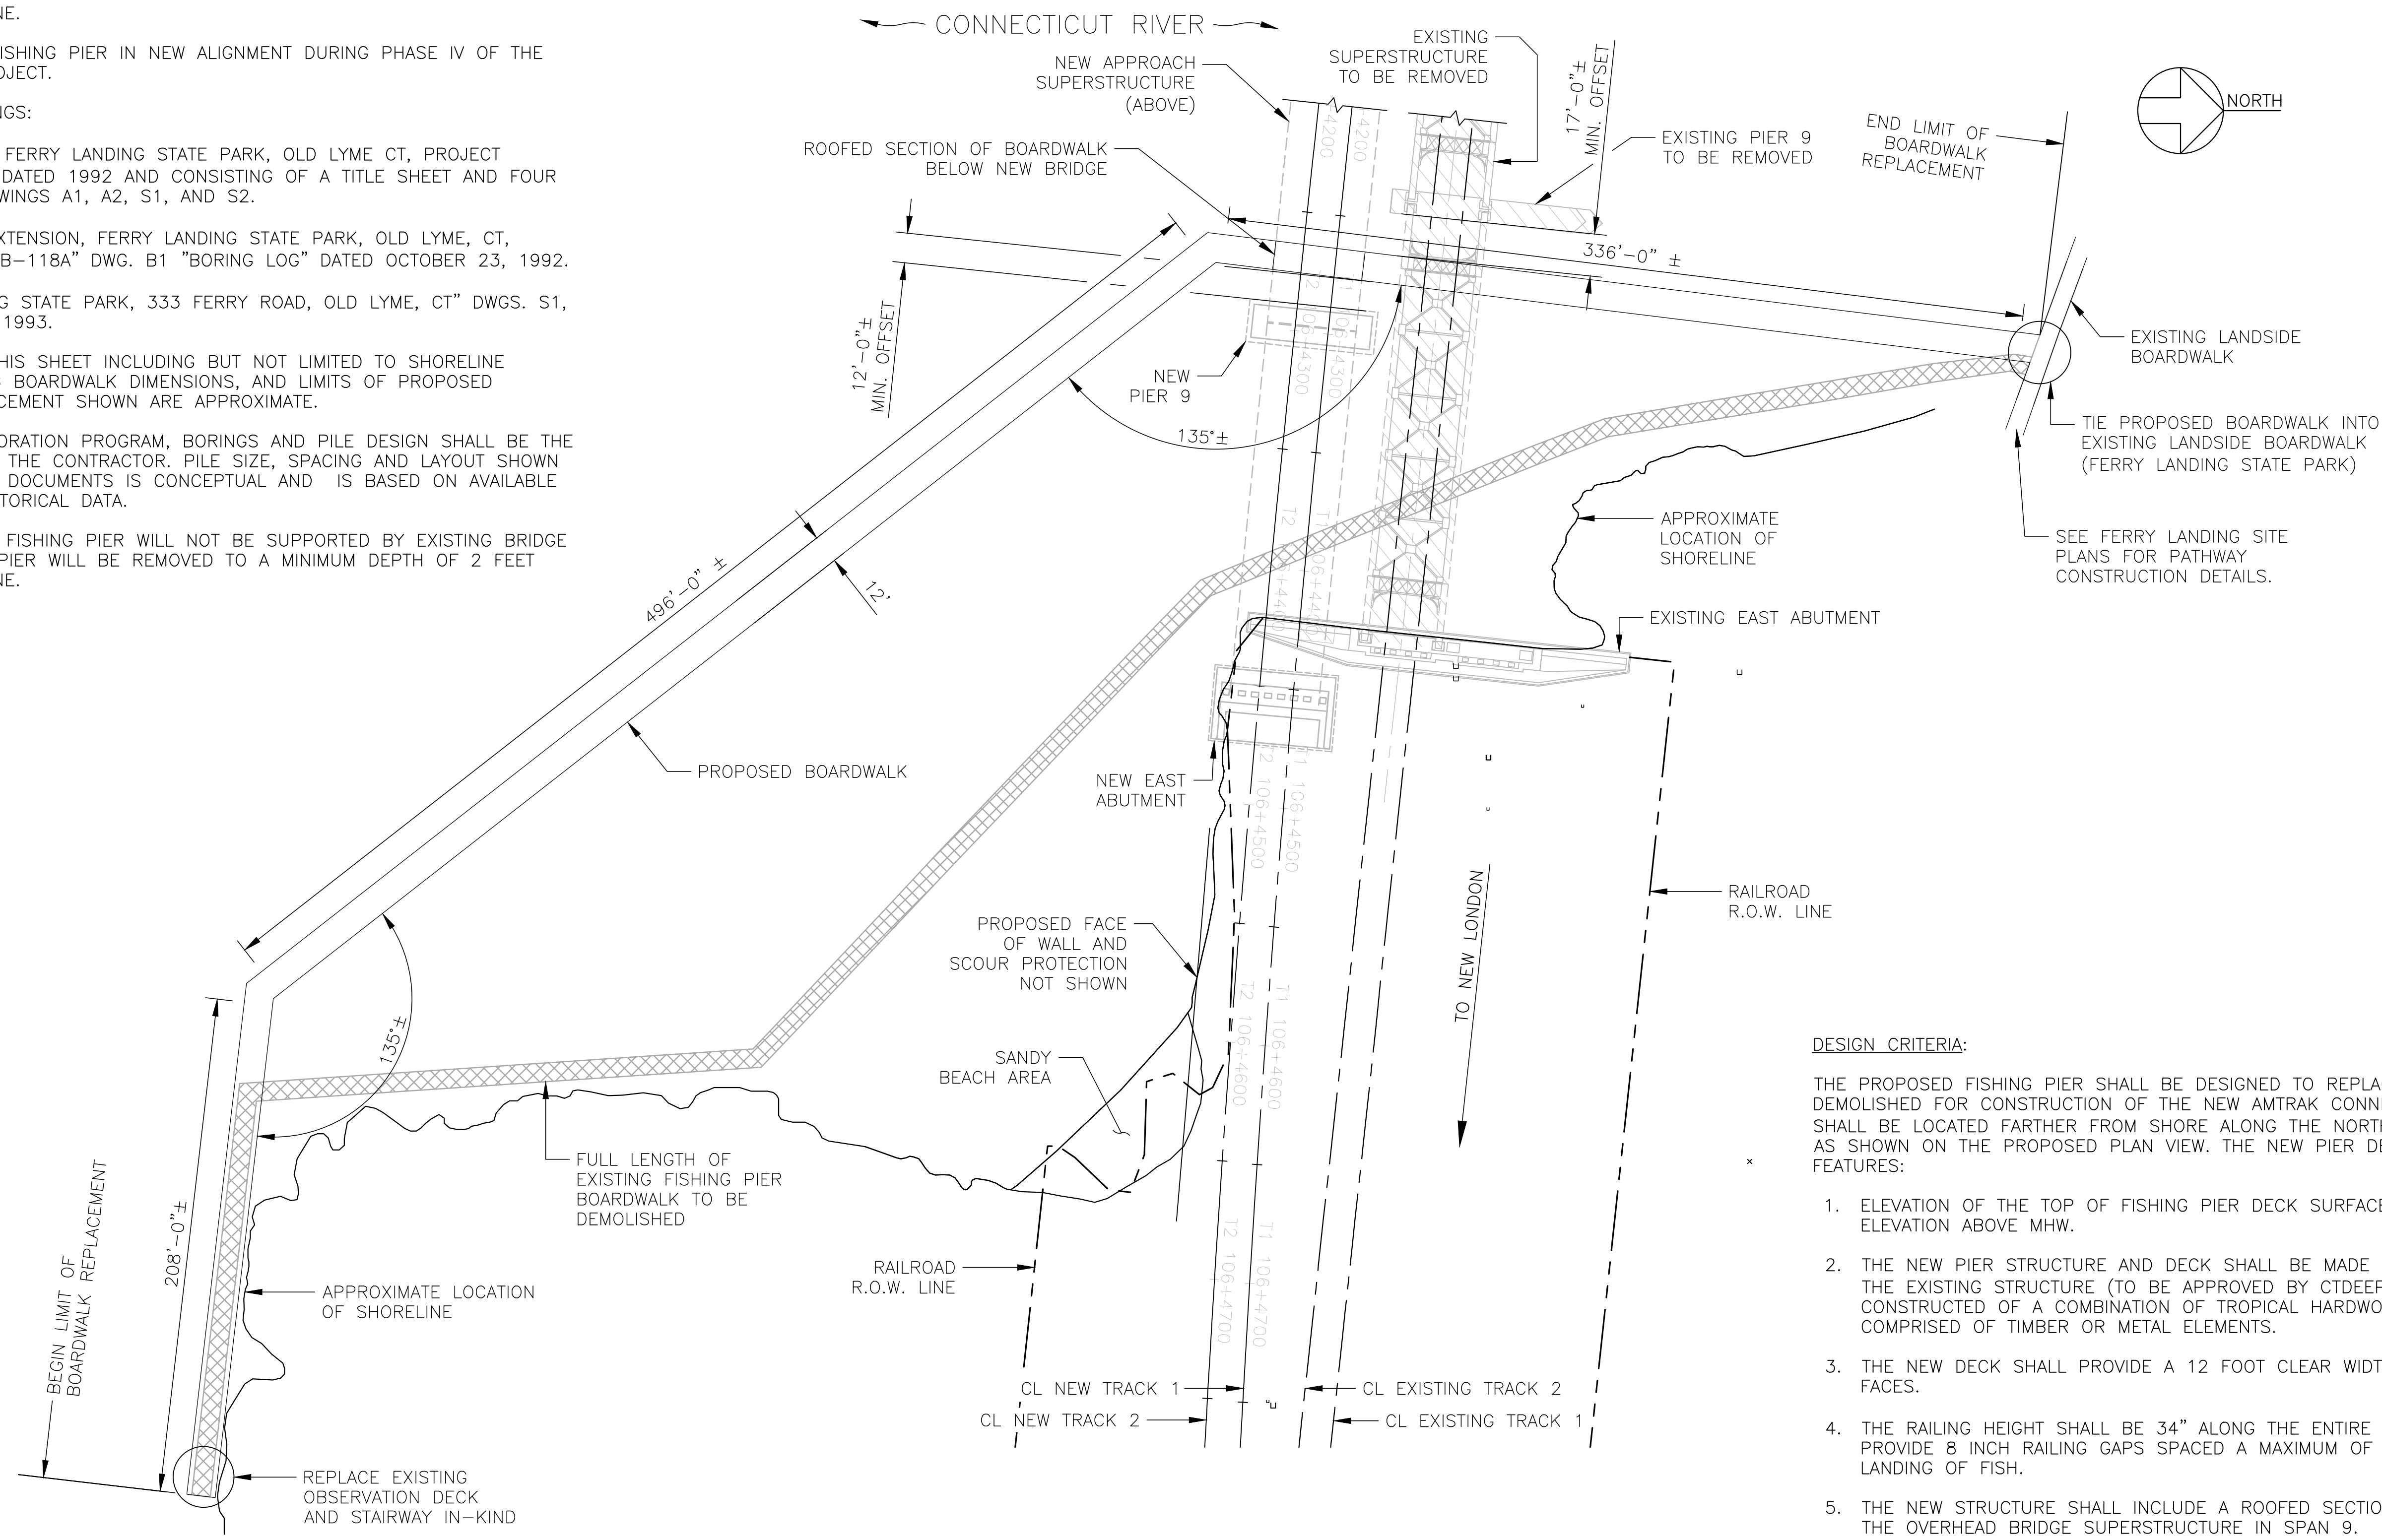 NE.
ISHING PIER IN NEW ALIGNMENT DURING PHASE IV OF THE
OJECT.
NGS:
FERRY LANDING STATE PARK, OLD LYME CT, PROJECT
DATED 1992 AND CONSISTING OF A TITLE SHEET AND FOUR
WINGS A1, A2, S1, AND S2.
XTENSION, FERRY LANDING STATE PARK, OLD LYME, CT,
B-118A" DWG. B1 "BORING LOG" DATED OCTOBER 23, 1992.
G STATE PARK, 333 FERRY ROAD, OLD LYME, CT" DWGS. S1,
1993.
HIS SHEET INCLUDING BUT NOT LIMITED TO SHORELINE
G BOARDWALK DIMENSIONS, AND LIMITS OF PROPOSED
CEMENT SHOWN ARE APPROXIMATE.
ORATION PROGRAM, BORINGS AND PILE DESIGN SHALL BE THE
THE CONTRACTOR. PILE SIZE, SPACING AND LAYOUT SHOWN
DOCUMENTS IS CONCEPTUAL AND IS BASED ON AVAILABLE
TORICAL DATA.
FISHING PIER WILL NOT BE SUPPORTED BY EXISTING BRIDGE
PIER WILL BE REMOVED TO A MINIMUM DEPTH OF 2 FEET
NE.
CONNECTICUT RIVER
NEW APPROACH
SUPERSTRUCTURE
(ABOVE)
EXISTING
SUPERSTRUCTURE
TO BE REMOVED
17'-0"±
MIN. OFFSET
EXISTING PIER 9
TO BE REMOVED
END LIMIT OF
BOARDWALK
REPLACEMENT
NORTH
ROOFED SECTION OF BOARDWALK
BELOW NEW BRIDGE
336'-0" ±
12'-0"±
MIN. OFFSET
NEW
PIER 9
135°±
EXISTING LANDSIDE
BOARDWALK
TIE PROPOSED BOARDWALK INTO
EXISTING LANDSIDE BOARDWALK
(FERRY LANDING STATE PARK)
SEE FERRY LANDING SITE
PLANS FOR PATHWAY
CONSTRUCTION DETAILS.
APPROXIMATE
LOCATION OF
SHORELINE
EXISTING EAST ABUTMENT
496'-0" ±
12'
PROPOSED BOARDWALK
NEW EAST
ABUTMENT
T2 106+4500
T1 106+4500
PROPOSED FACE
OF WALL AND
SCOUR PROTECTION
NOT SHOWN
TO NEW LONDON
RAILROAD
R.O.W. LINE
T2 106+4600
T1 106+4600
SANDY
BEACH AREA
135°±
FULL LENGTH OF
EXISTING FISHING PIER
BOARDWALK TO BE
DEMOLISHED
BEGIN LIMIT OF
BOARDWALK REPLACEMENT
208'-0"±
APPROXIMATE LOCATION
OF SHORELINE
RAILROAD
R.O.W. LINE
T2 106+4700
T1 106+4700
CL NEW TRACK 1
CL NEW TRACK 2
CL EXISTING TRACK 2
CL EXISTING TRACK 1
REPLACE EXISTING
OBSERVATION DECK
AND STAIRWAY IN-KIND
DESIGN CRITERIA:
THE PROPOSED FISHING PIER SHALL BE DESIGNED TO REPLA
DEMOLISHED FOR CONSTRUCTION OF THE NEW AMTRAK CONN
SHALL BE LOCATED FARTHER FROM SHORE ALONG THE NORTH
AS SHOWN ON THE PROPOSED PLAN VIEW. THE NEW PIER DE
FEATURES:
1. ELEVATION OF THE TOP OF FISHING PIER DECK SURFACE
ELEVATION ABOVE MHW.
2. THE NEW PIER STRUCTURE AND DECK SHALL BE MADE
THE EXISTING STRUCTURE (TO BE APPROVED BY CTDEEP
CONSTRUCTED OF A COMBINATION OF TROPICAL HARDWO
COMPRISED OF TIMBER OR METAL ELEMENTS.
3. THE NEW DECK SHALL PROVIDE A 12 FOOT CLEAR WIDT
FACES.
4. THE RAILING HEIGHT SHALL BE 34" ALONG THE ENTIRE
PROVIDE 8 INCH RAILING GAPS SPACED A MAXIMUM OF
LANDING OF FISH.
5. THE NEW STRUCTURE SHALL INCLUDE A ROOFED SECTIO
THE OVERHEAD BRIDGE SUPERSTRUCTURE IN SPAN 9.